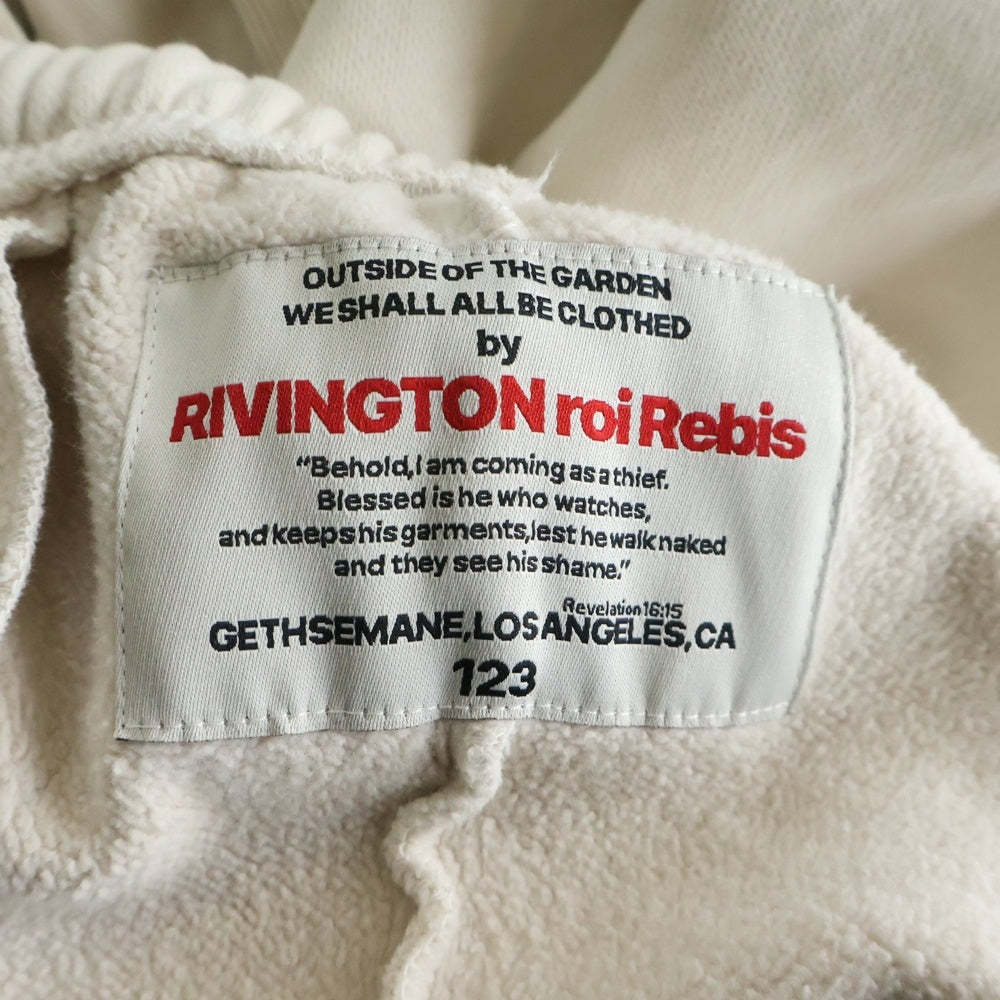 OUTSIDE OF THE GARDEN
WE SHALL ALL BE CLOTHED
by
RIVINGTON roi Rebis
“Behold, I am coming as a thief.
Blessed is he who watches,
and keeps his garments, lest he walk naked
and they see his shame.”
Revelation 16:15
GETHSEMANE, LOS ANGELES, CA
123